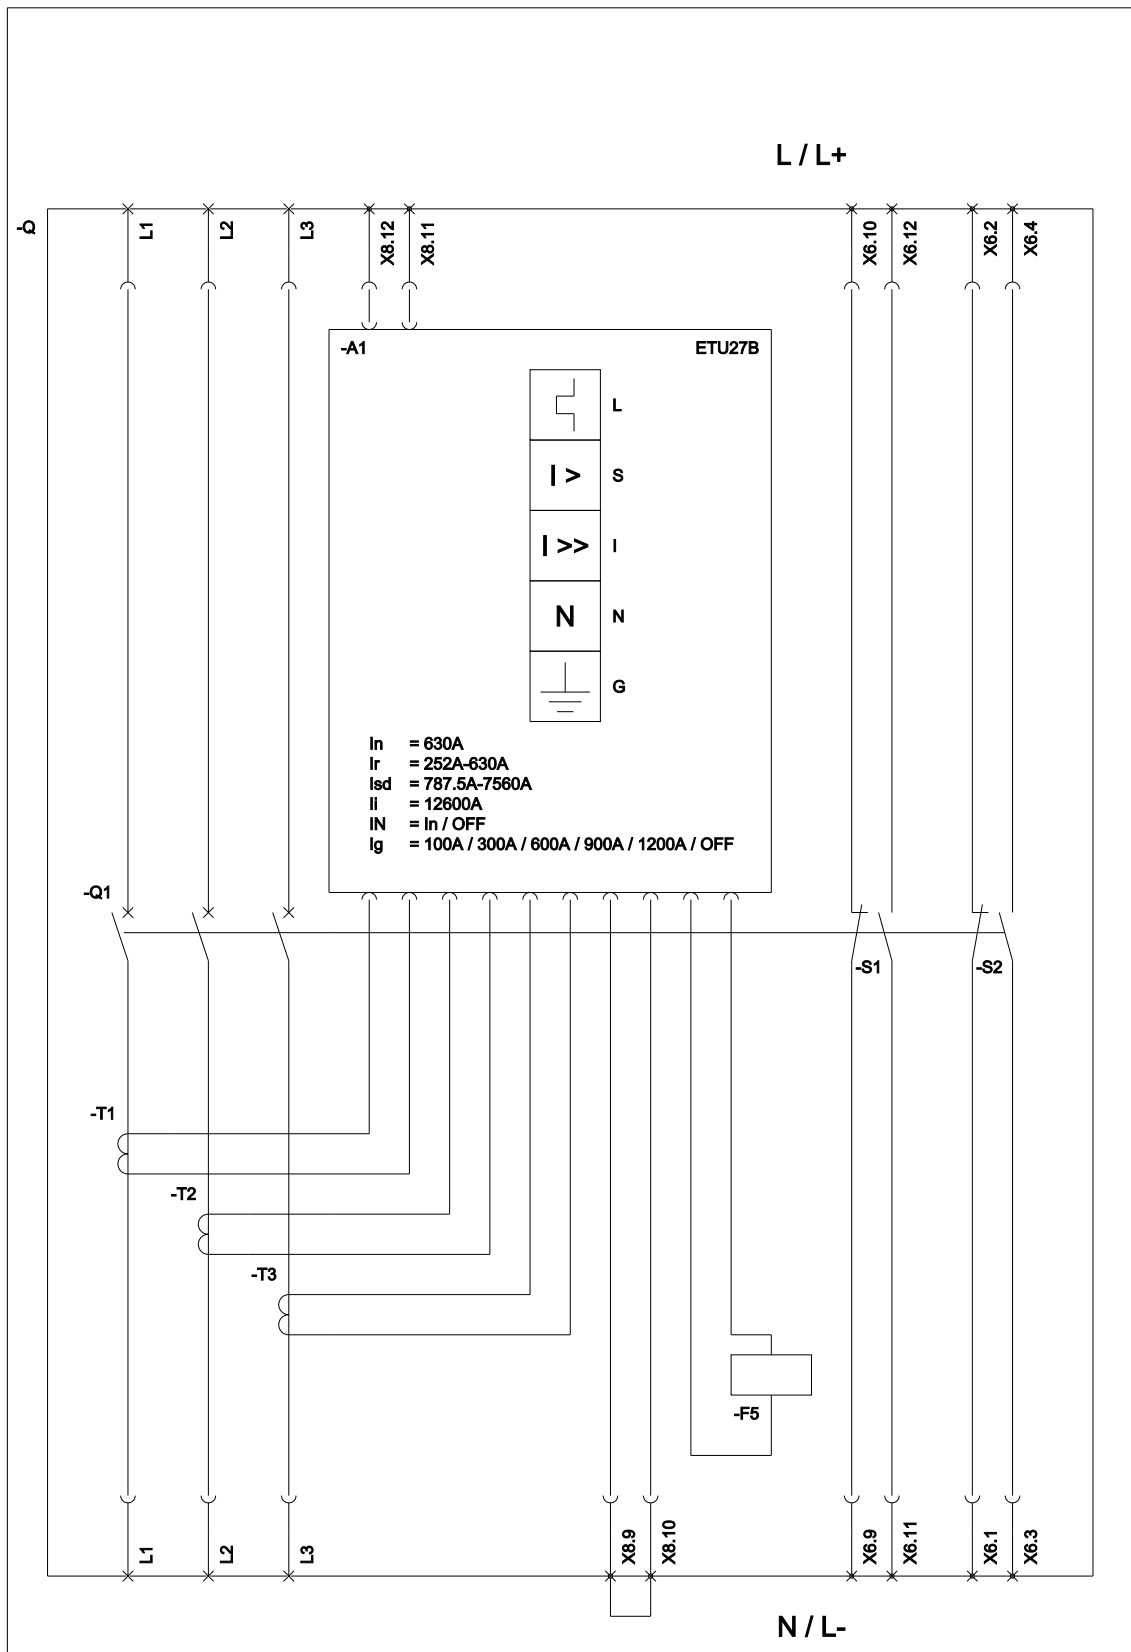 L / L+
-Q
L1
L2
L3
X8.12
X8.11
X6.10
X6.12
X6.2
X6.4
-A1
ETU27B
L
I >
S
I >>
I
N
N
G
In = 630A
Ir = 252A-630A
Isd = 787.5A-7560A
Ii = 12600A
IN = In / OFF
Ig = 100A / 300A / 600A / 900A / 1200A / OFF
-Q1
-S1
-S2
-T1
-T2
-T3
-F5
L1
L2
L3
X8.9
X8.10
X6.9
X6.11
X6.1
X6.3
N / L-